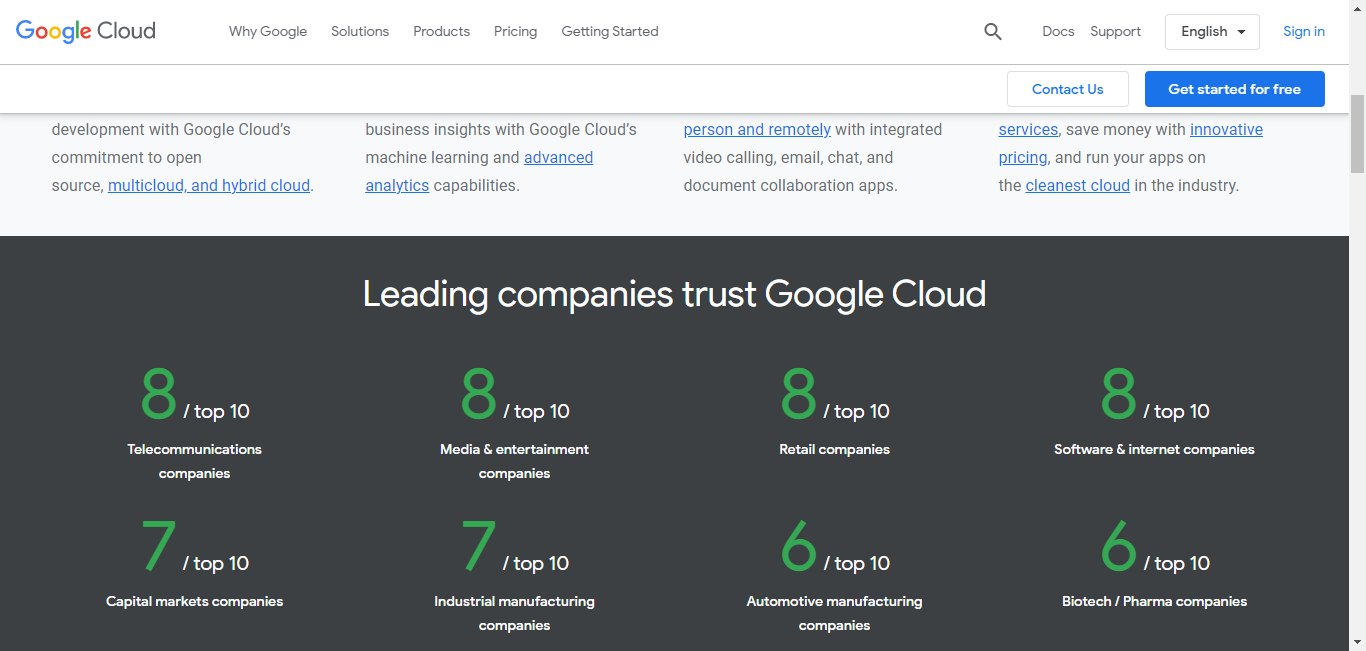 Google Cloud
Why Google
Solutions
Products
Pricing
Getting Started
Docs
Support
English
Sign in
Contact Us
Get started for free
development with Google Cloud’s
commitment to open
source, multicloud, and hybrid cloud.
business insights with Google Cloud’s
machine learning and advanced
analytics capabilities.
person and remotely with integrated
video calling, email, chat, and
document collaboration apps.
services, save money with innovative
pricing, and run your apps on
the cleanest cloud in the industry.
Leading companies trust Google Cloud
8 / top 10
Telecommunications
companies
8 / top 10
Media & entertainment
companies
8 / top 10
Retail companies
8 / top 10
Software & internet companies
7 / top 10
Capital markets companies
7 / top 10
Industrial manufacturing
companies
6 / top 10
Automotive manufacturing
companies
6 / top 10
Biotech / Pharma companies